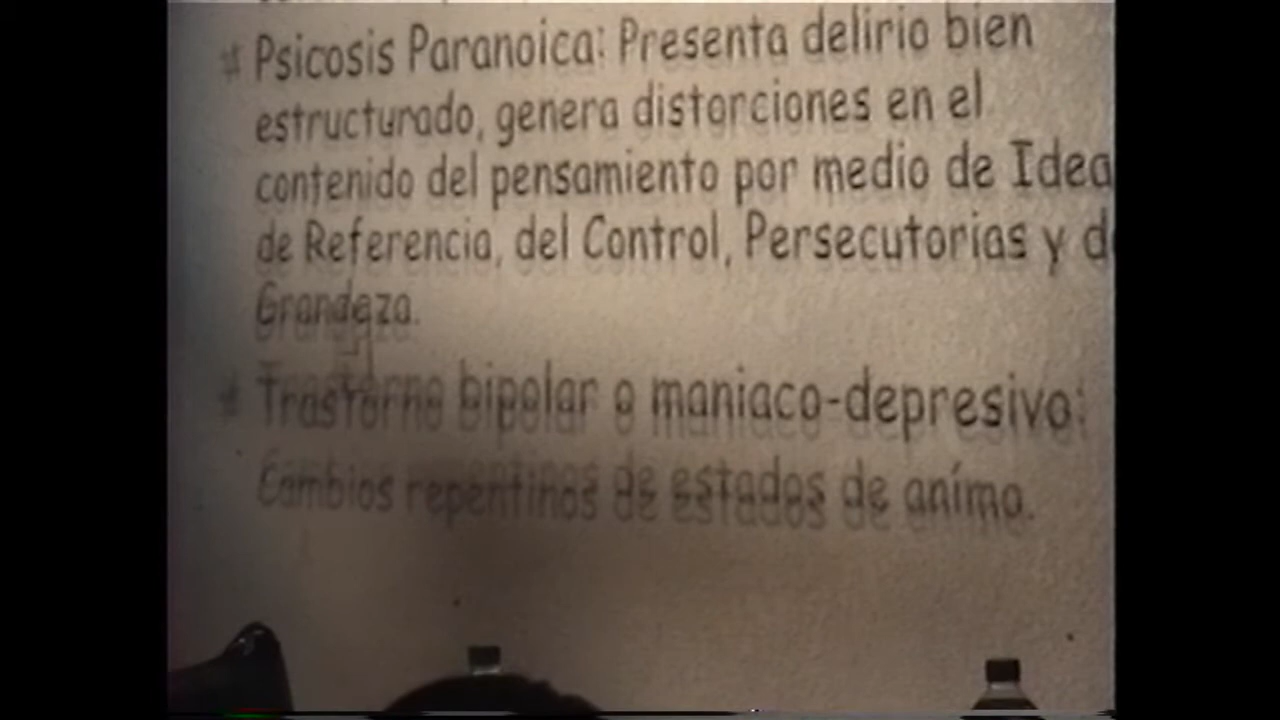 Psicosis Paranoica: Presenta delirio bien
estructurado, genera distorciones en el
contenido del pensamiento por medio de Idea
de Referencia, del Control, Persecutorias y d
Grandeza.
Trastorno bipolar o maniaco-depresivo:
Cambios repentinos de estados de anímo.